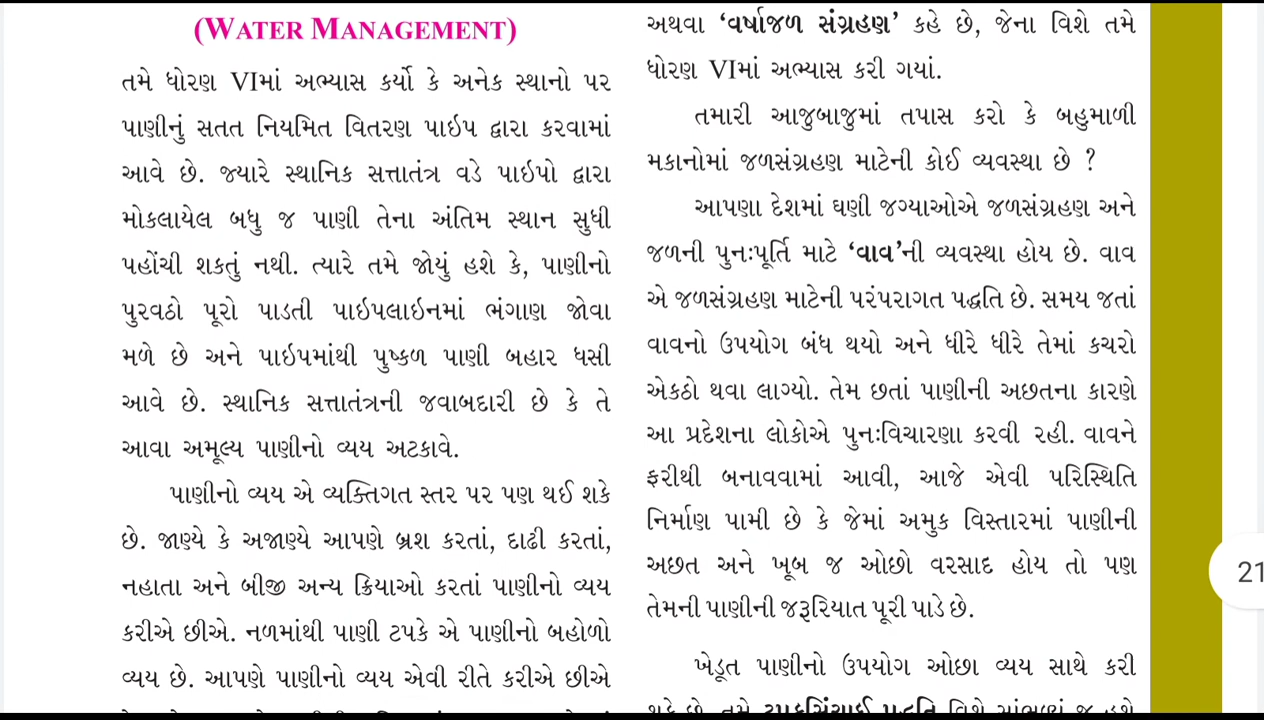 (WATER MANAGEMENT)
તમે ધોરણ VIમાં અભ્યાસ કર્યો કે અનેક સ્થાનો પર
પાણીનું સતત નિયમિત વિતરણ પાઇપ દ્વારા કરવામાં
આવે છે. જ્યારે સ્થાનિક સત્તાતંત્ર વડે પાઇપો દ્વારા
મોકલાયેલ બધુ જ પાણી તેના અંતિમ સ્થાન સુધી
પહોંચી શકતું નથી. ત્યારે તમે જોયું હશે કે, પાણીનો
પુરવઠો પૂરો પાડતી પાઇપલાઇનમાં ભંગાણ જોવા
મળે છે અને પાઇપમાંથી પુષ્કળ પાણી બહાર ધસી
આવે છે. સ્થાનિક સત્તાતંત્રની જવાબદારી છે કે તે
આવા અમૂલ્ય પાણીનો વ્યય અટકાવે.
પાણીનો વ્યય એ વ્યક્તિગત સ્તર પર પણ થઈ શકે
છે. જાણ્યે કે અજાણ્યે આપણે બ્રશ કરતાં, દાઢી કરતાં,
નહાતા અને બીજી અન્ય ક્રિયાઓ કરતાં પાણીનો વ્યય
કરીએ છીએ. નળમાંથી પાણી ટપકે એ પાણીનો બહોળો
વ્યય છે. આપણે પાણીનો વ્યય એવી રીતે કરીએ છીએ
અથવા ‘વર્ષાજળ સંગ્રહણ’ કહે છે, જેના વિશે તમે
ધોરણ VIમાં અભ્યાસ કરી ગયાં.
તમારી આજુબાજુમાં તપાસ કરો કે બહુમાળી
મકાનોમાં જળસંગ્રહણ માટેની કોઈ વ્યવસ્થા છે ?
આપણા દેશમાં ઘણી જગ્યાઓએ જળસંગ્રહણ અને
જળની પુનઃપૂર્તિ માટે ‘વાવ’ની વ્યવસ્થા હોય છે. વાવ
એ જળસંગ્રહણ માટેની પરંપરાગત પદ્ધતિ છે. સમય જતાં
વાવનો ઉપયોગ બંધ થયો અને ધીરે ધીરે તેમાં કચરો
એકઠો થવા લાગ્યો. તેમ છતાં પાણીની અછતના કારણે
આ પ્રદેશના લોકોએ પુનઃવિચારણા કરવી રહી. વાવને
ફરીથી બનાવવામાં આવી, આજે એવી પરિસ્થિતિ
નિર્માણ પામી છે કે જેમાં અમુક વિસ્તારમાં પાણીની
અછત અને ખૂબ જ ઓછો વરસાદ હોય તો પણ
તેમની પાણીની જરૂરિયાત પૂરી પાડે છે.
ખેડૂત પાણીનો ઉપયોગ ઓછા વ્યય સાથે કરી
શકે છે. તમે ટપકસિંચાઈ પદ્ધતિ વિશે સાંભળ્યું જ હશે
21